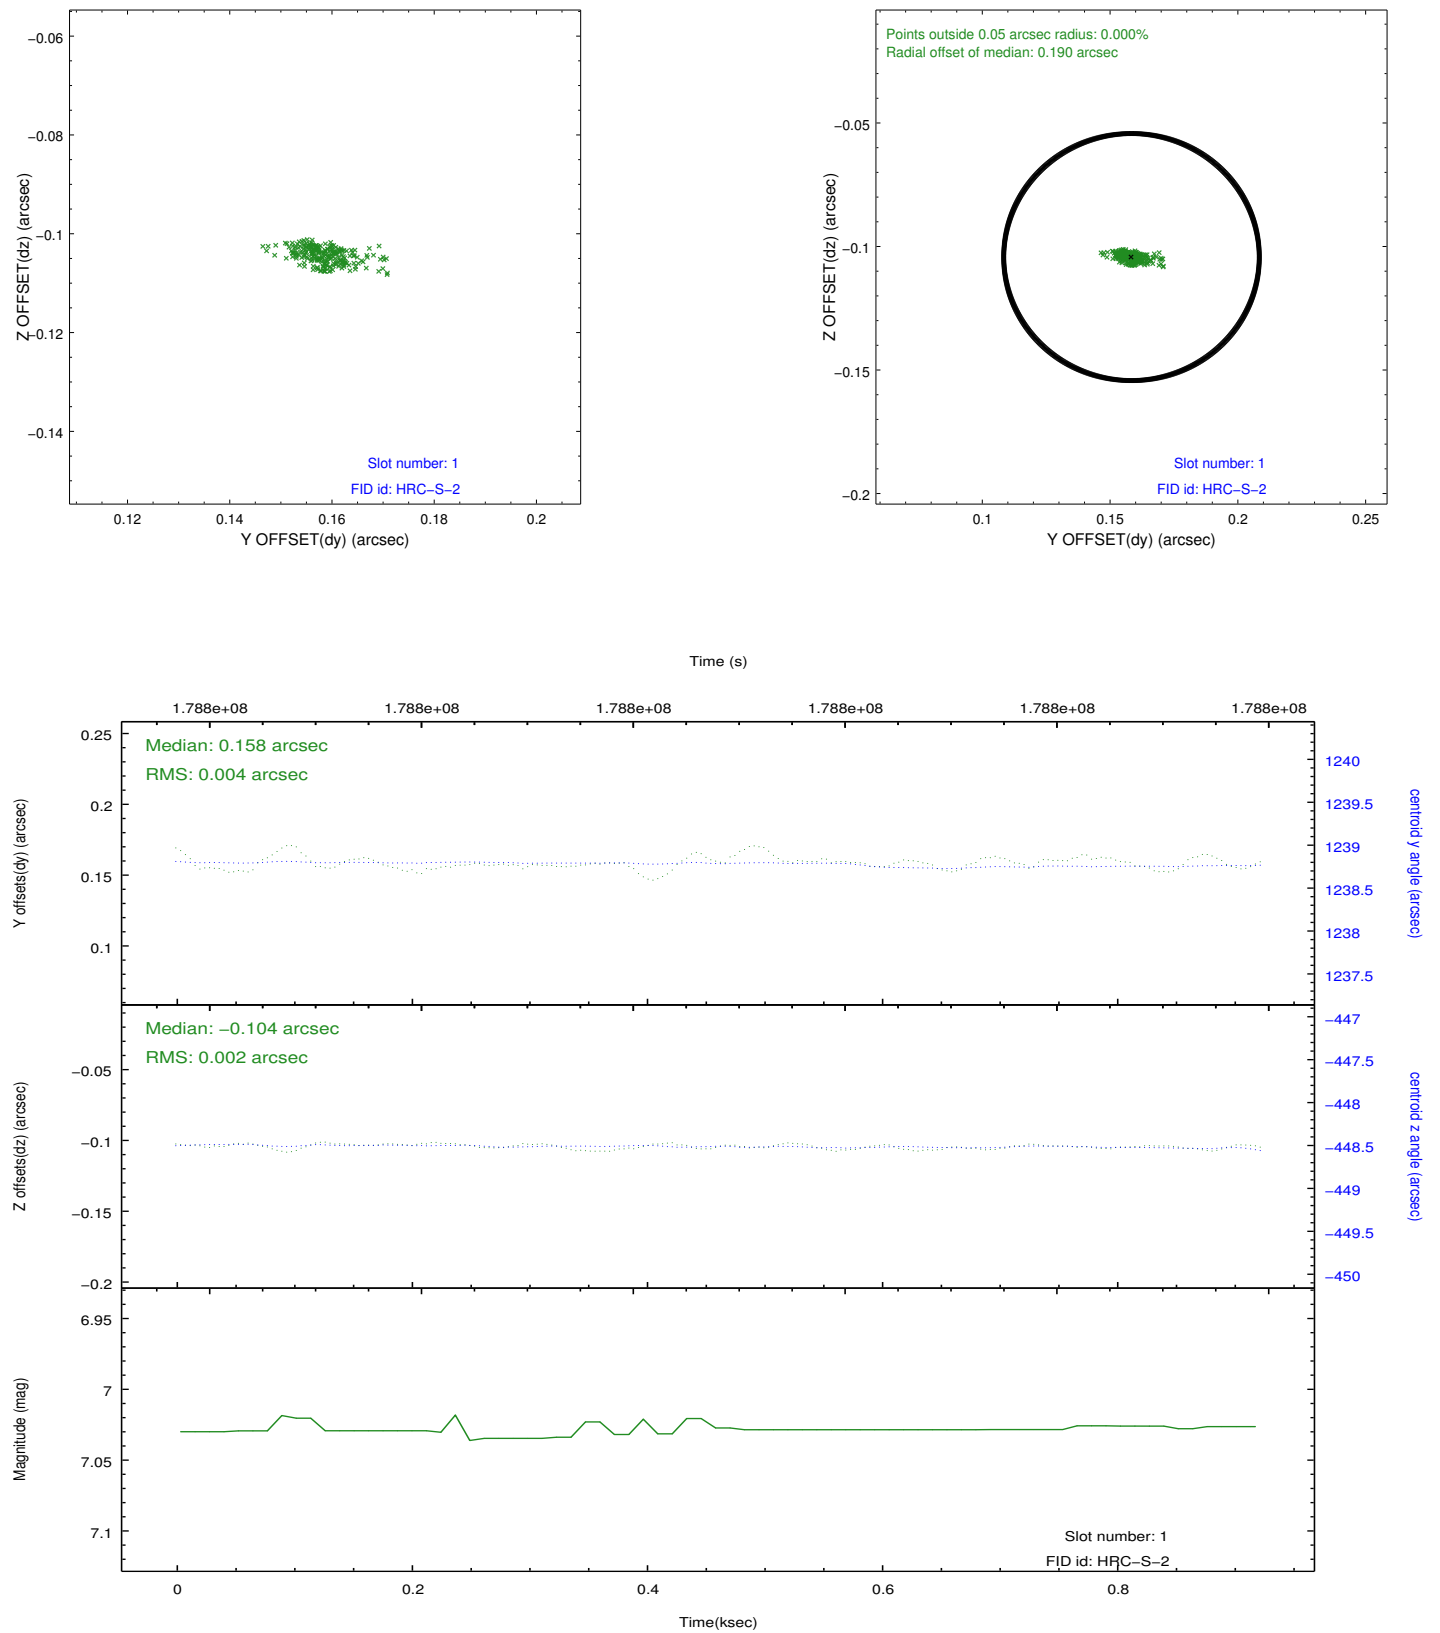 −0.06
−0.08
−0.1
−0.12
−0.14
Z OFFSET(dz) (arcsec)
Slot number: 1
FID id: HRC−S−2
0.12 0.14 0.16 0.18 0.2
Y OFFSET(dy) (arcsec)
Points outside 0.05 arcsec radius: 0.000%
Radial offset of median: 0.190 arcsec
−0.05
−0.1
−0.15
−0.2
Z OFFSET(dz) (arcsec)
Slot number: 1
FID id: HRC−S−2
0.1 0.15 0.2 0.25
Y OFFSET(dy) (arcsec)
Time (s)
1.788e+08 1.788e+08 1.788e+08 1.788e+08 1.788e+08 1.788e+08
Median: 0.158 arcsec
RMS: 0.004 arcsec
0.25
0.2
0.15
0.1
Y offsets(dy) (arcsec)
1240
1239.5
1239
1238.5
1238
1237.5
centroid y angle (arcsec)
Median: −0.104 arcsec
RMS: 0.002 arcsec
−0.05
−0.1
−0.15
−0.2
Z offsets(dz) (arcsec)
−447
−447.5
−448
−448.5
−449
−449.5
−450
centroid z angle (arcsec)
6.95
7
7.05
7.1
Magnitude (mag)
Slot number: 1
FID id: HRC−S−2
0 0.2 0.4 0.6 0.8
Time(ksec)